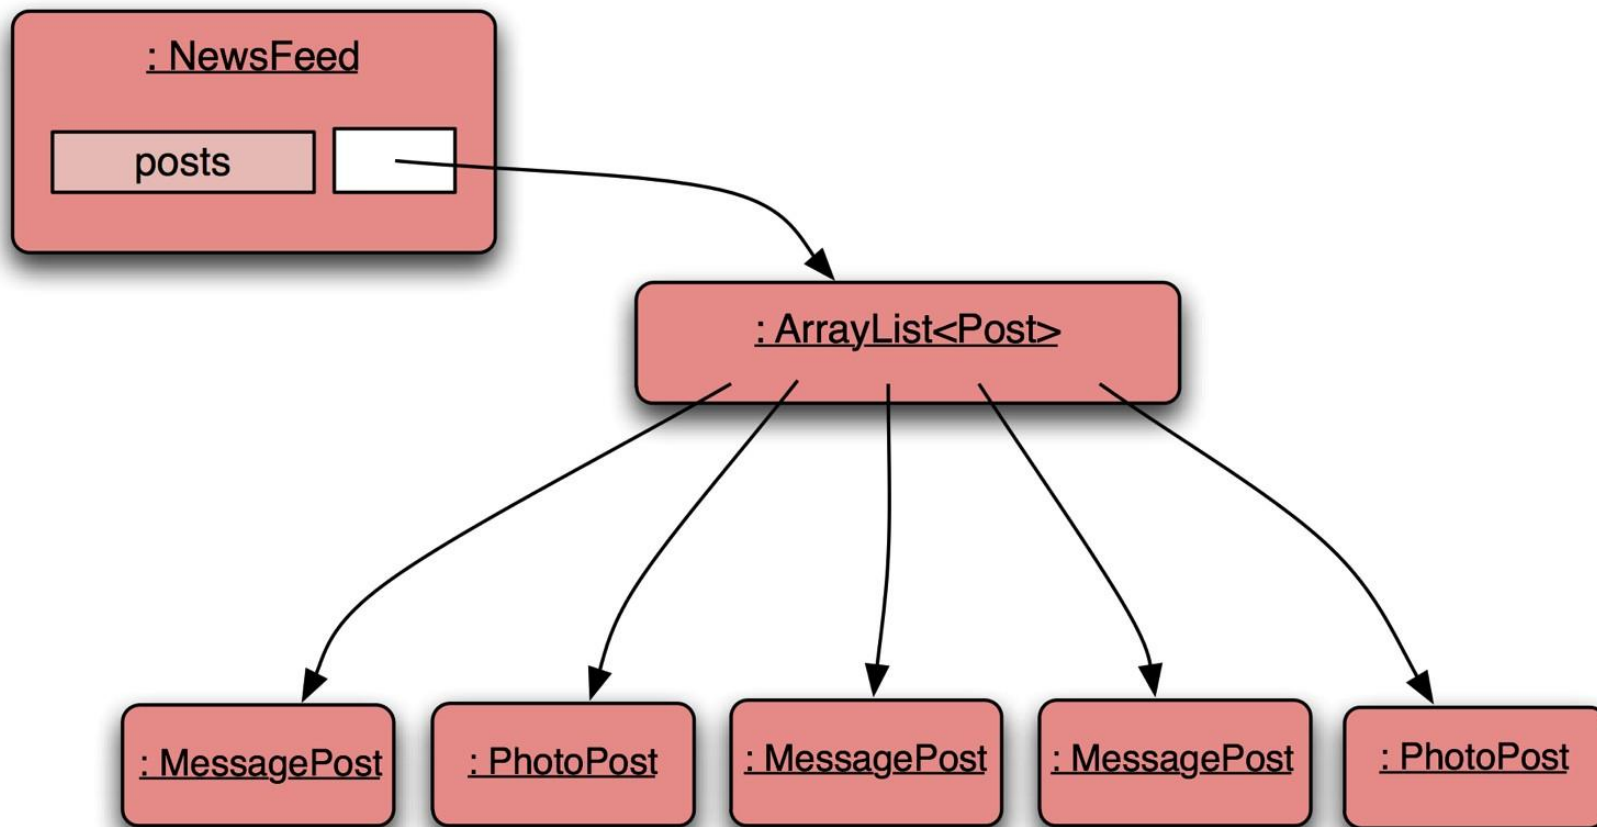 : NewsFeed
posts
: ArrayList<Post>
: MessagePost
: PhotoPost
: MessagePost
: MessagePost
: PhotoPost